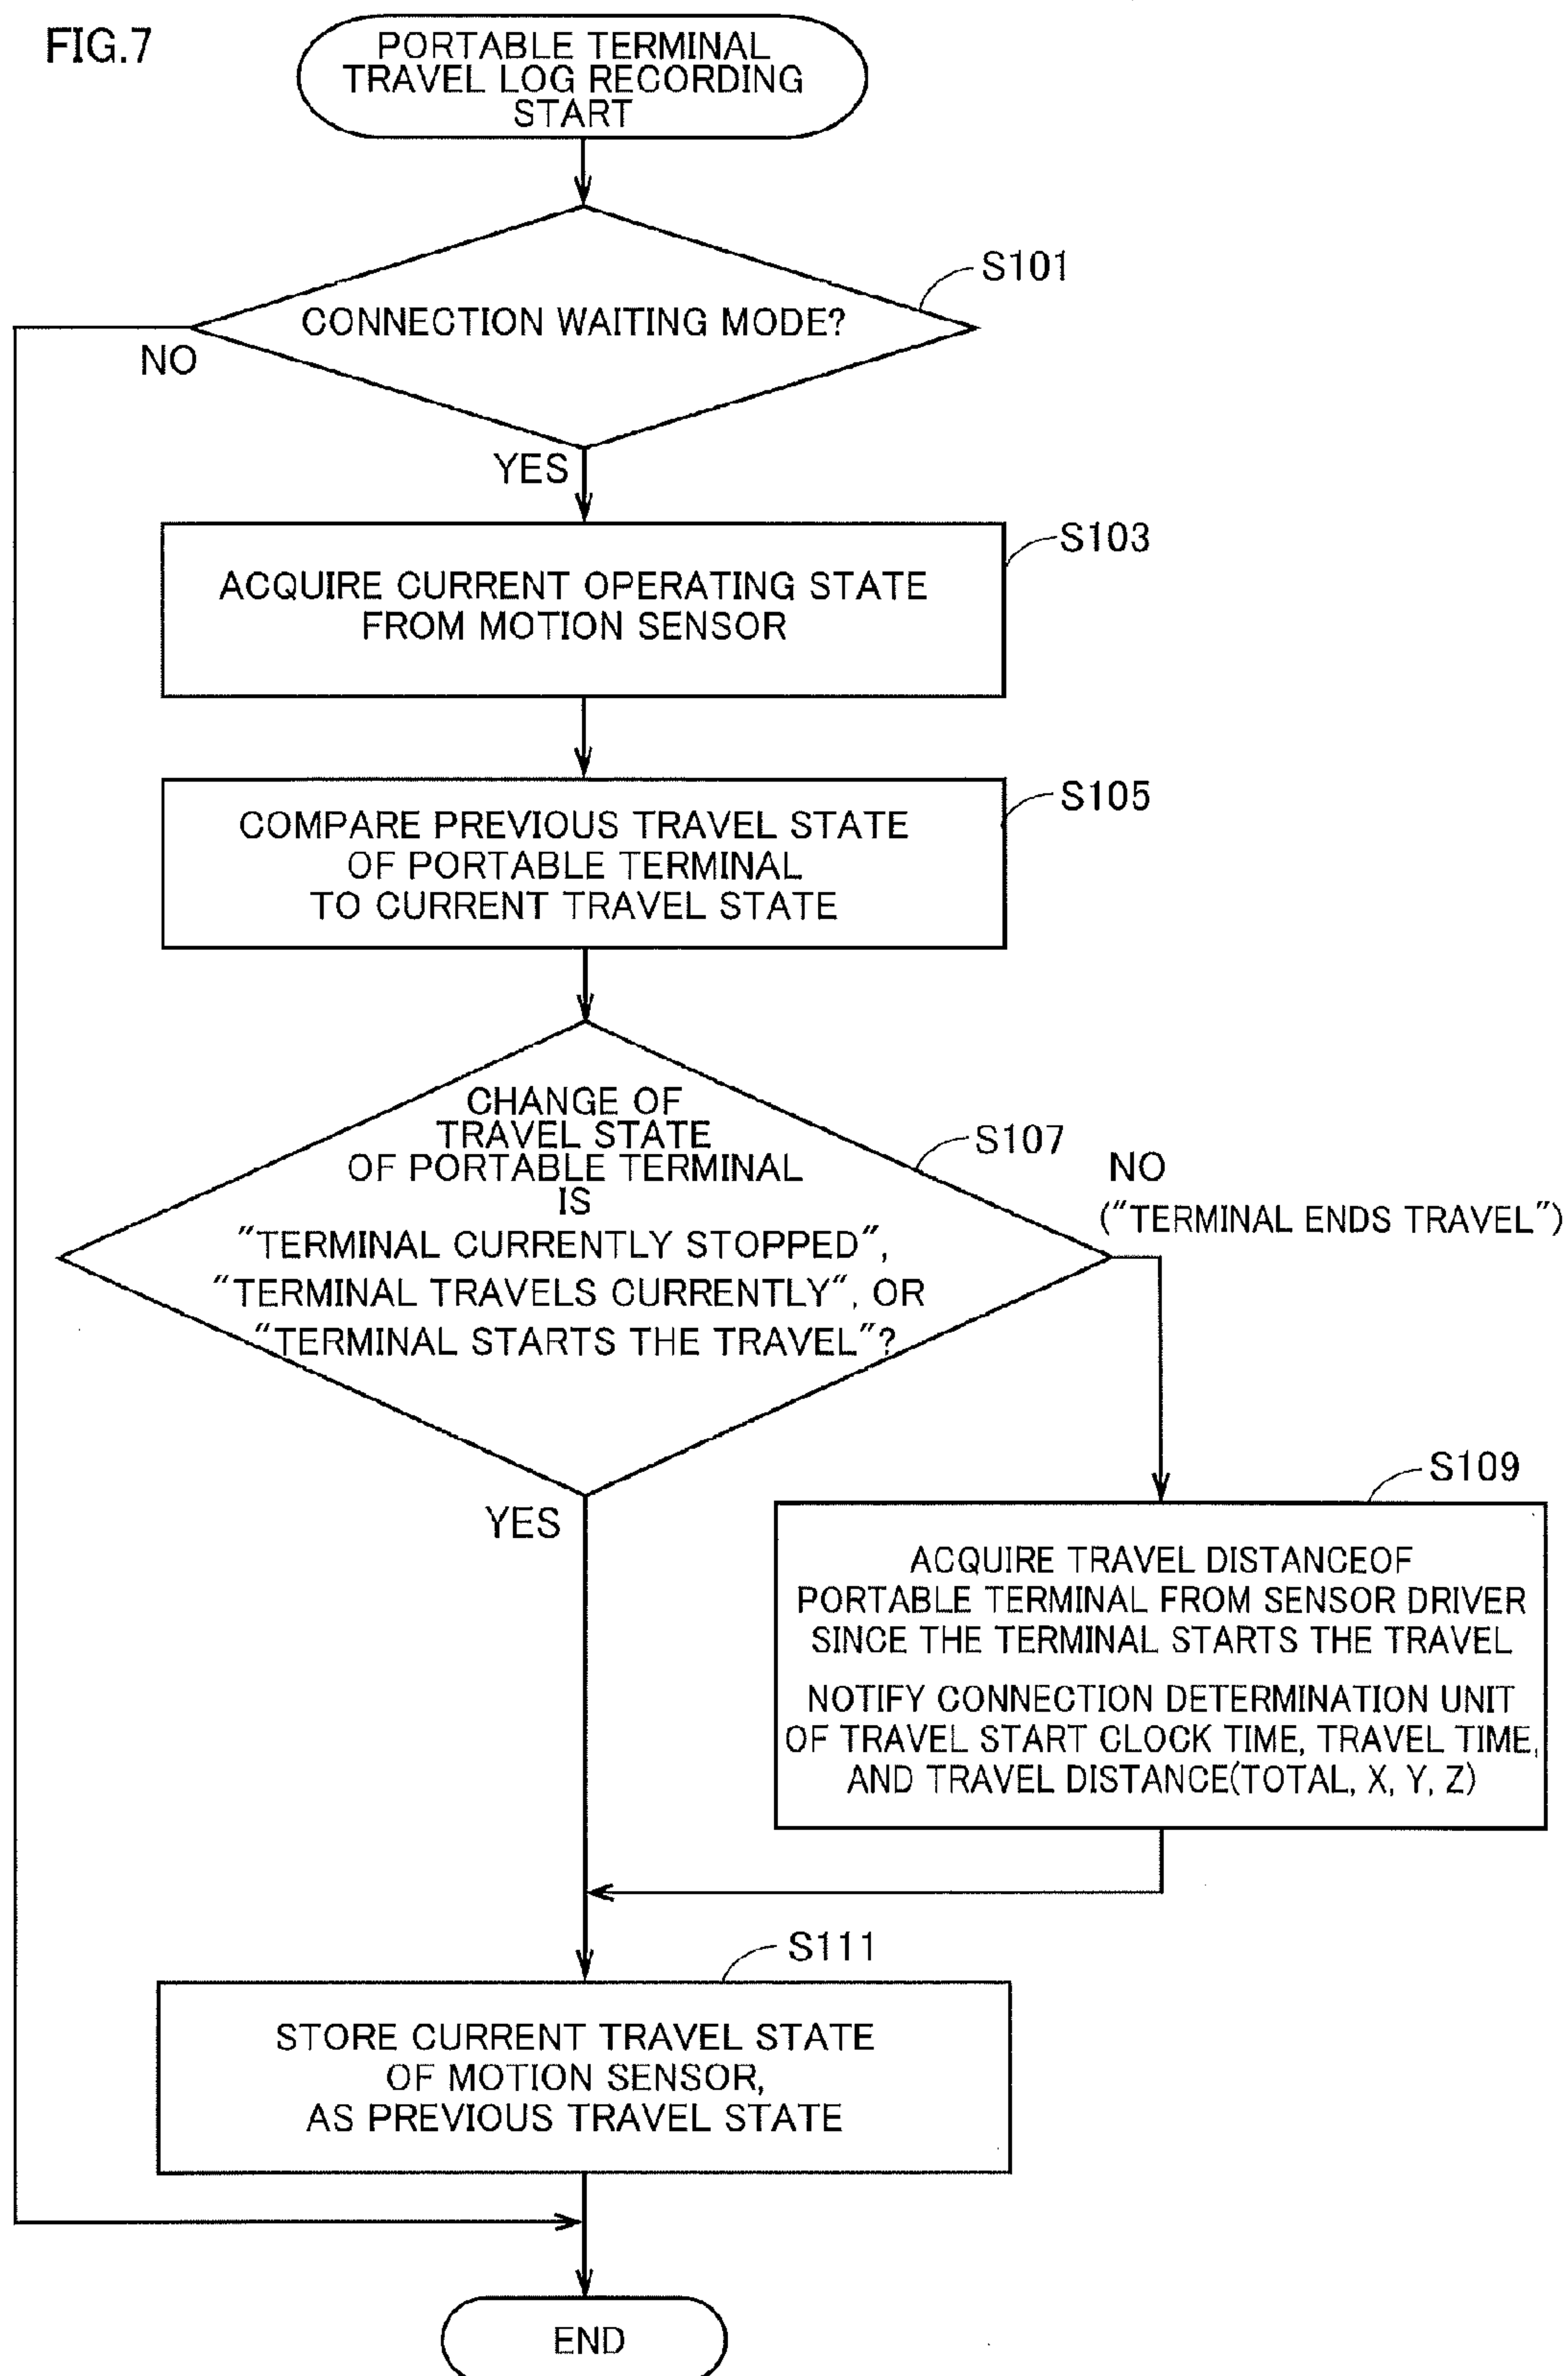 FIG.7
PORTABLE TERMINAL
TRAVEL LOG RECORDING
START
S101
CONNECTION WAITING MODE?
NO
YES
S103
ACQUIRE CURRENT OPERATING STATE
FROM MOTION SENSOR
S105
COMPARE PREVIOUS TRAVEL STATE
OF PORTABLE TERMINAL
TO CURRENT TRAVEL STATE
CHANGE OF
TRAVEL STATE
OF PORTABLE TERMINAL
IS
"TERMINAL CURRENTLY STOPPED",
"TERMINAL TRAVELS CURRENTLY", OR
"TERMINAL STARTS THE TRAVEL"?
S107
NO
("TERMINAL ENDS TRAVEL")
YES
S109
ACQUIRE TRAVEL DISTANCEOF
PORTABLE TERMINAL FROM SENSOR DRIVER
SINCE THE TERMINAL STARTS THE TRAVEL
NOTIFY CONNECTION DETERMINATION UNIT
OF TRAVEL START CLOCK TIME, TRAVEL TIME,
AND TRAVEL DISTANCE(TOTAL, X, Y, Z)
S111
STORE CURRENT TRAVEL STATE
OF MOTION SENSOR,
AS PREVIOUS TRAVEL STATE
END